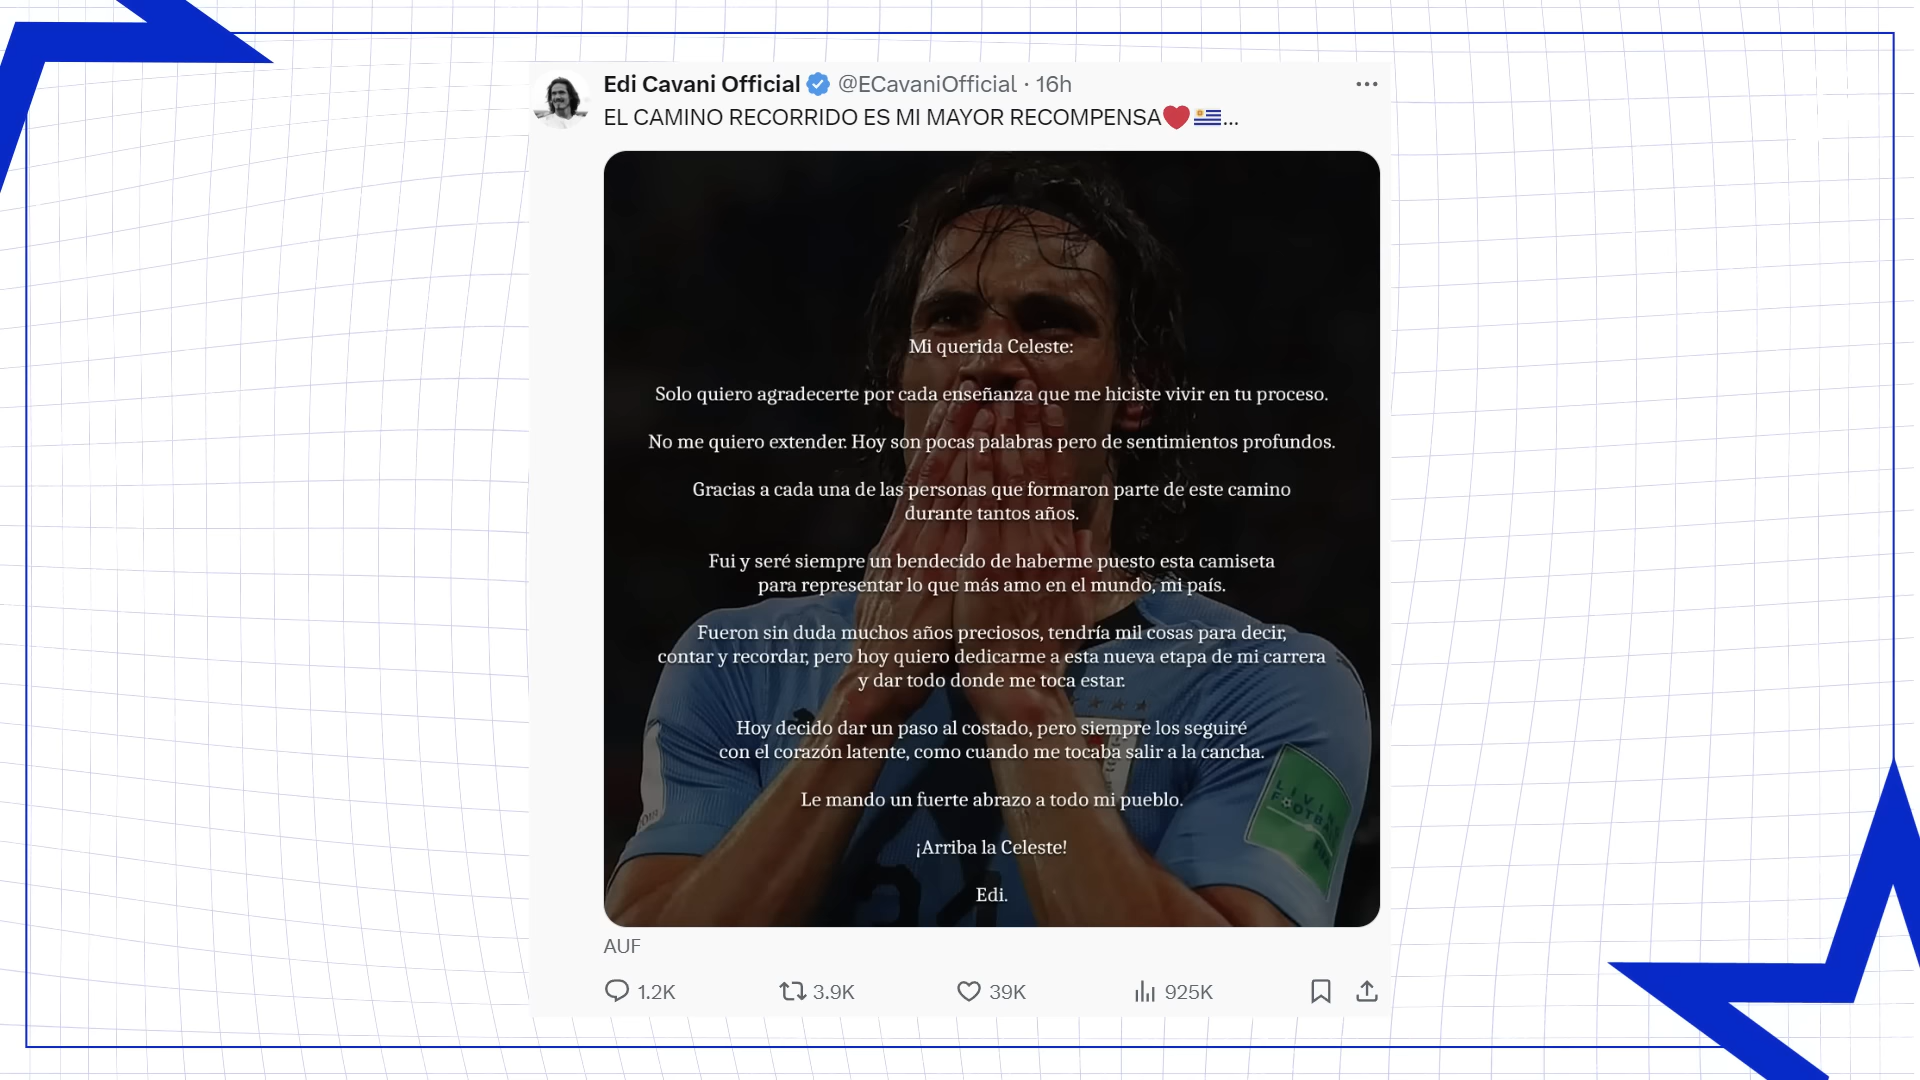 Edi Cavani Official @ECavaniOfficial · 16h
EL CAMINO RECORRIDO ES MI MAYOR RECOMPENSA❤️🇺🇾...
Mi querida Celeste:
Solo quiero agradecerte por cada enseñanza que me hiciste vivir en tu proceso.
No me quiero extender. Hoy son pocas palabras pero de sentimientos profundos.
Gracias a cada una de las personas que formaron parte de este camino
durante tantos años.
Fui y seré siempre un bendecido de haberme puesto esta camiseta
para representar lo que más amo en el mundo, mi país.
Fueron sin duda muchos años preciosos, tendría mil cosas para decir,
contar y recordar, pero hoy quiero dedicarme a esta nueva etapa de mi carrera
y dar todo donde me toca estar.
Hoy decido dar un paso al costado, pero siempre los seguiré
con el corazón latente, como cuando me tocaba salir a la cancha.
Le mando un fuerte abrazo a todo mi pueblo.
¡Arriba la Celeste!
Edi.
21
AUF
1.2K 3.9K 39K 925K